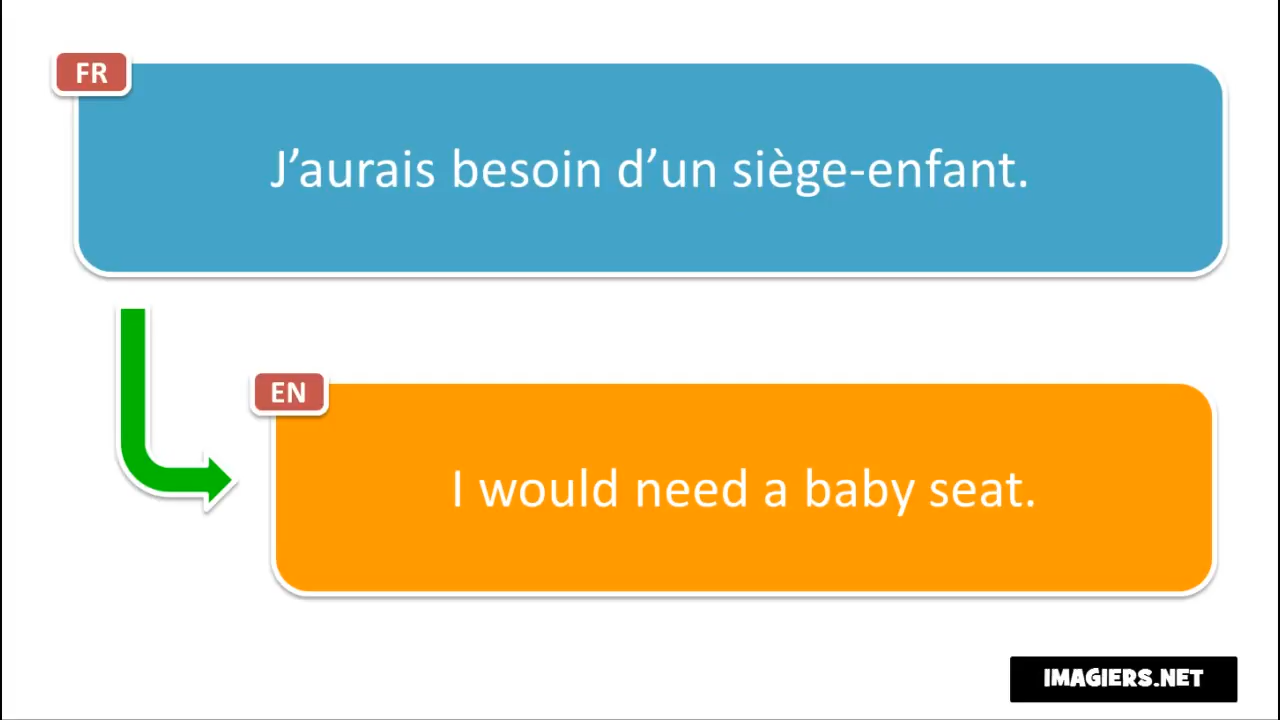 FR
J’aurais besoin d’un siège-enfant.
EN
I would need a baby seat.
IMAGIERS.NET